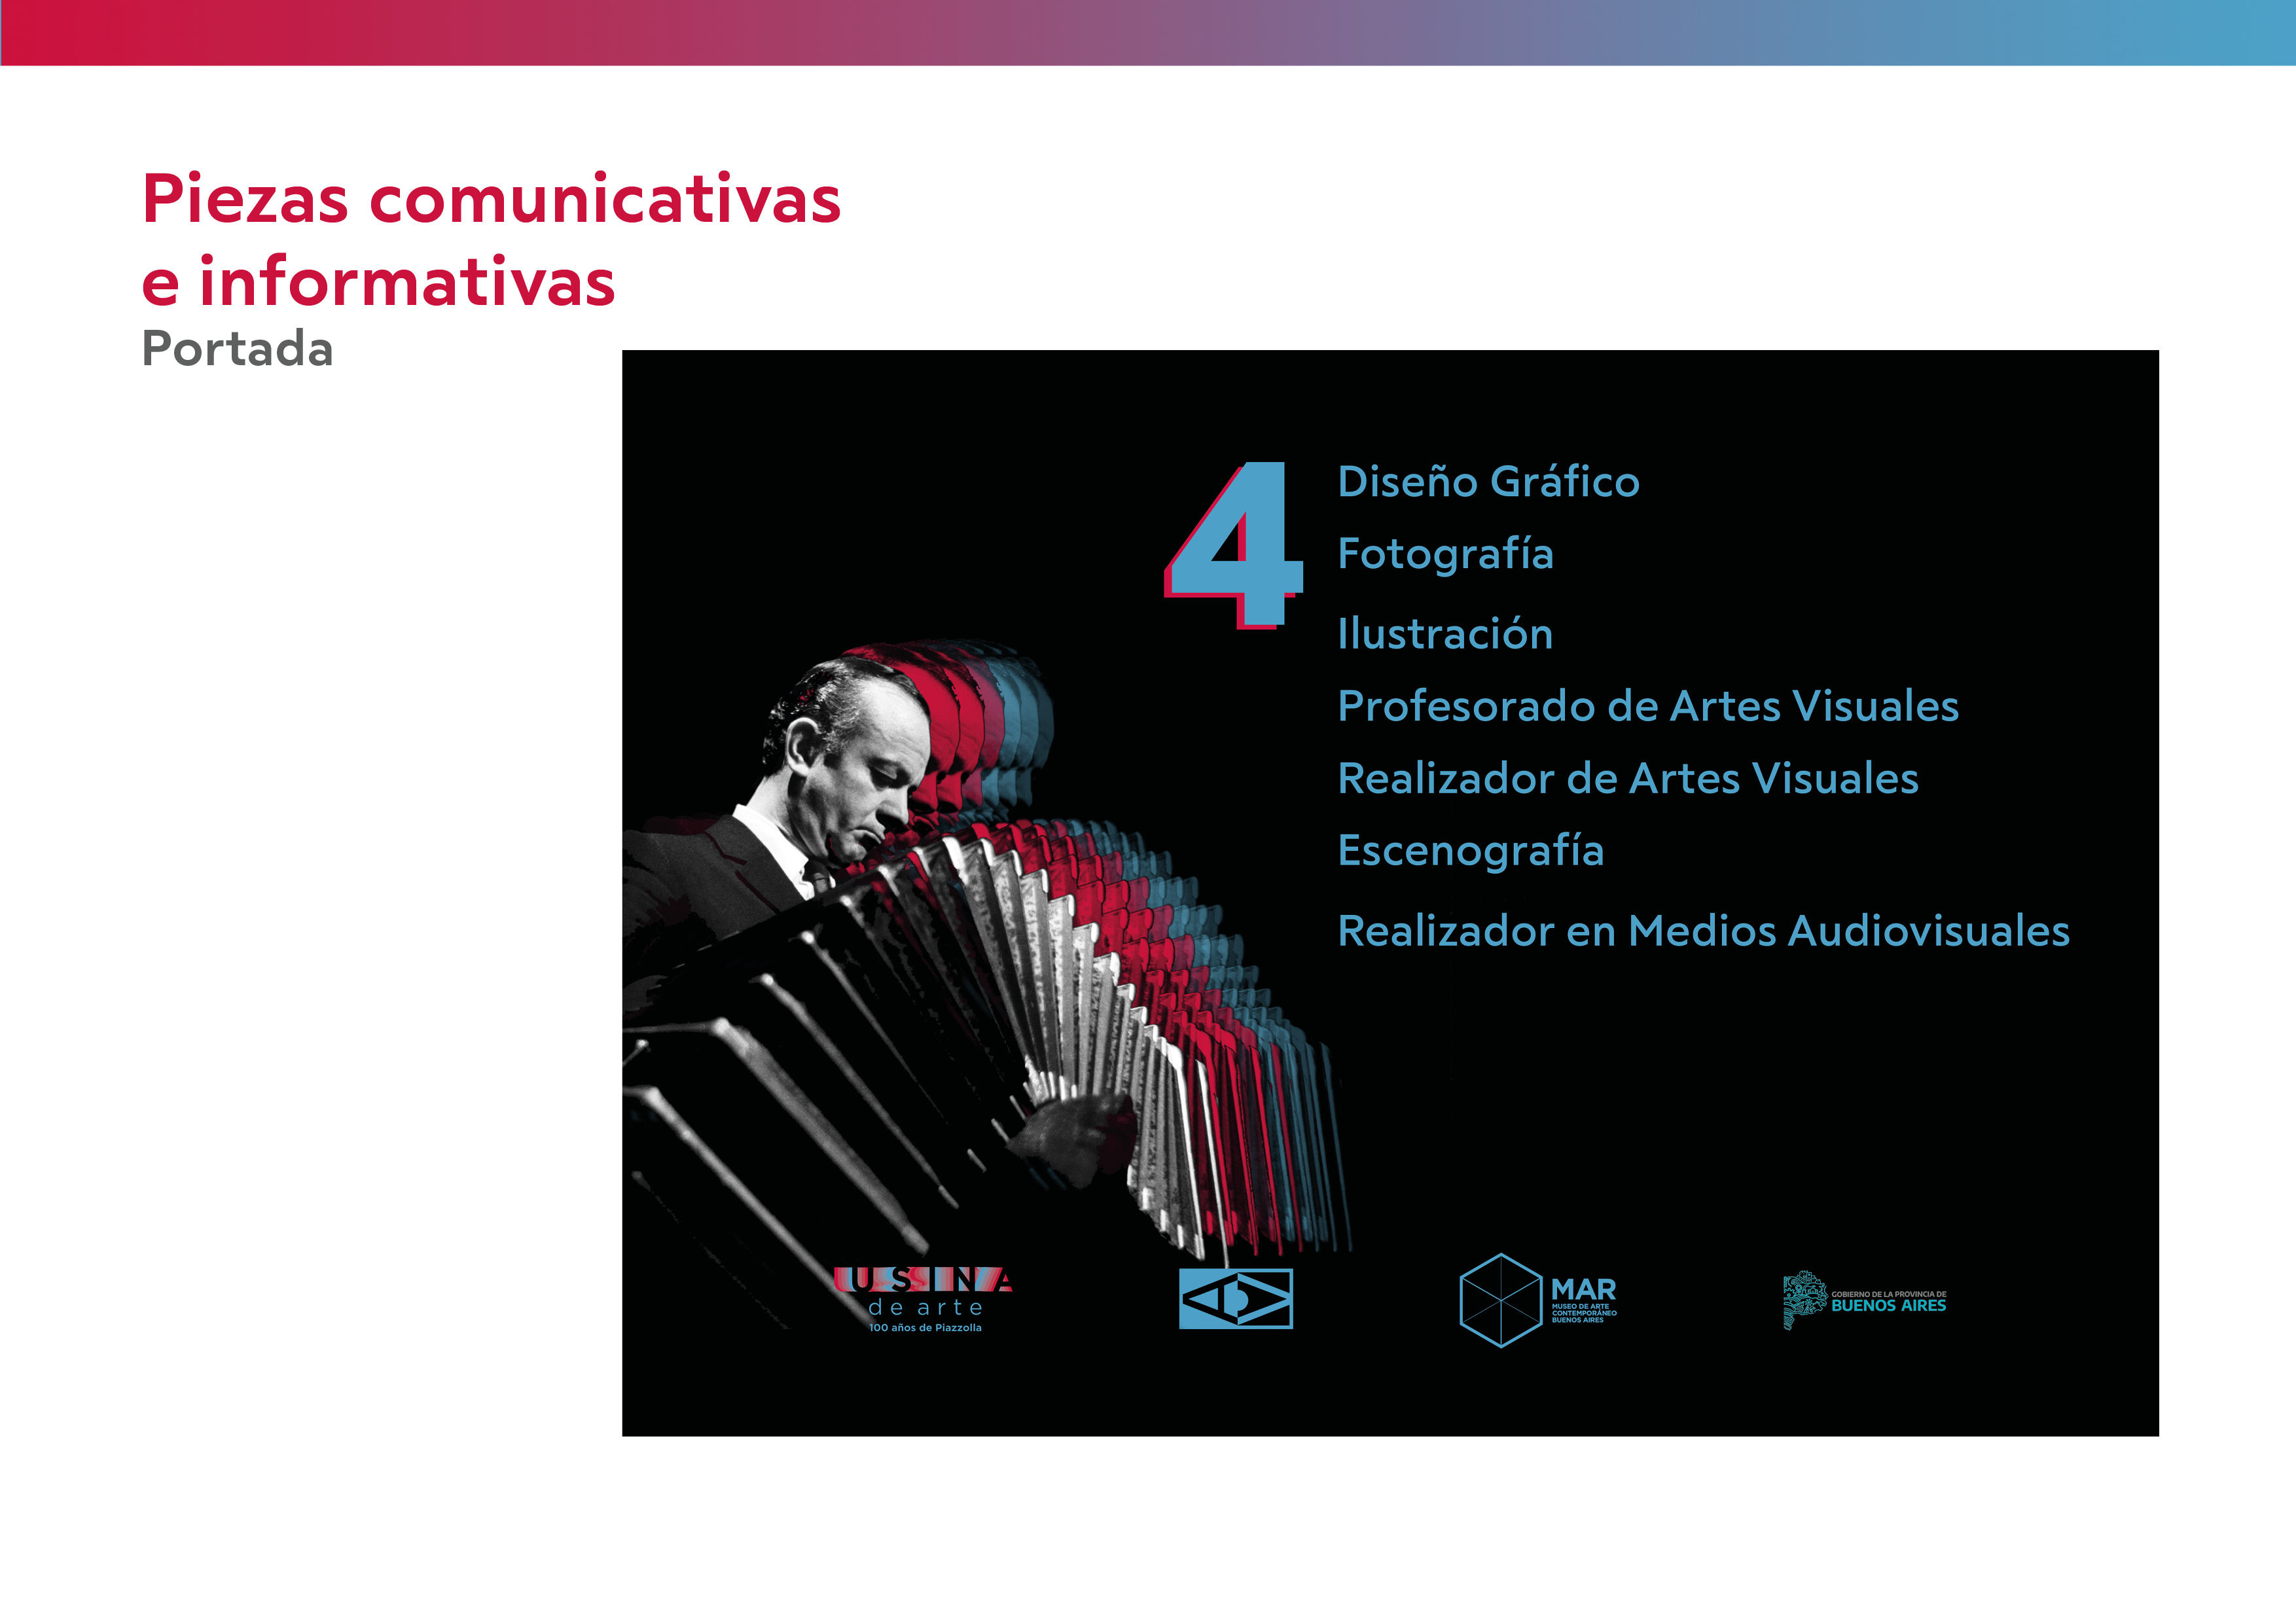 Piezas comunicativas
e informativas
Portada
4
Diseño Gráfico
Fotografía
Ilustración
Profesorado de Artes Visuales
Realizador de Artes Visuales
Escenografía
Realizador en Medios Audiovisuales
USINA
de arte
100 años de Piazzolla
MAR
MUSEO DE ARTE
CONTEMPORÁNEO
BUENOS AIRES
GOBIERNO DE LA PROVINCIA DE
BUENOS AIRES